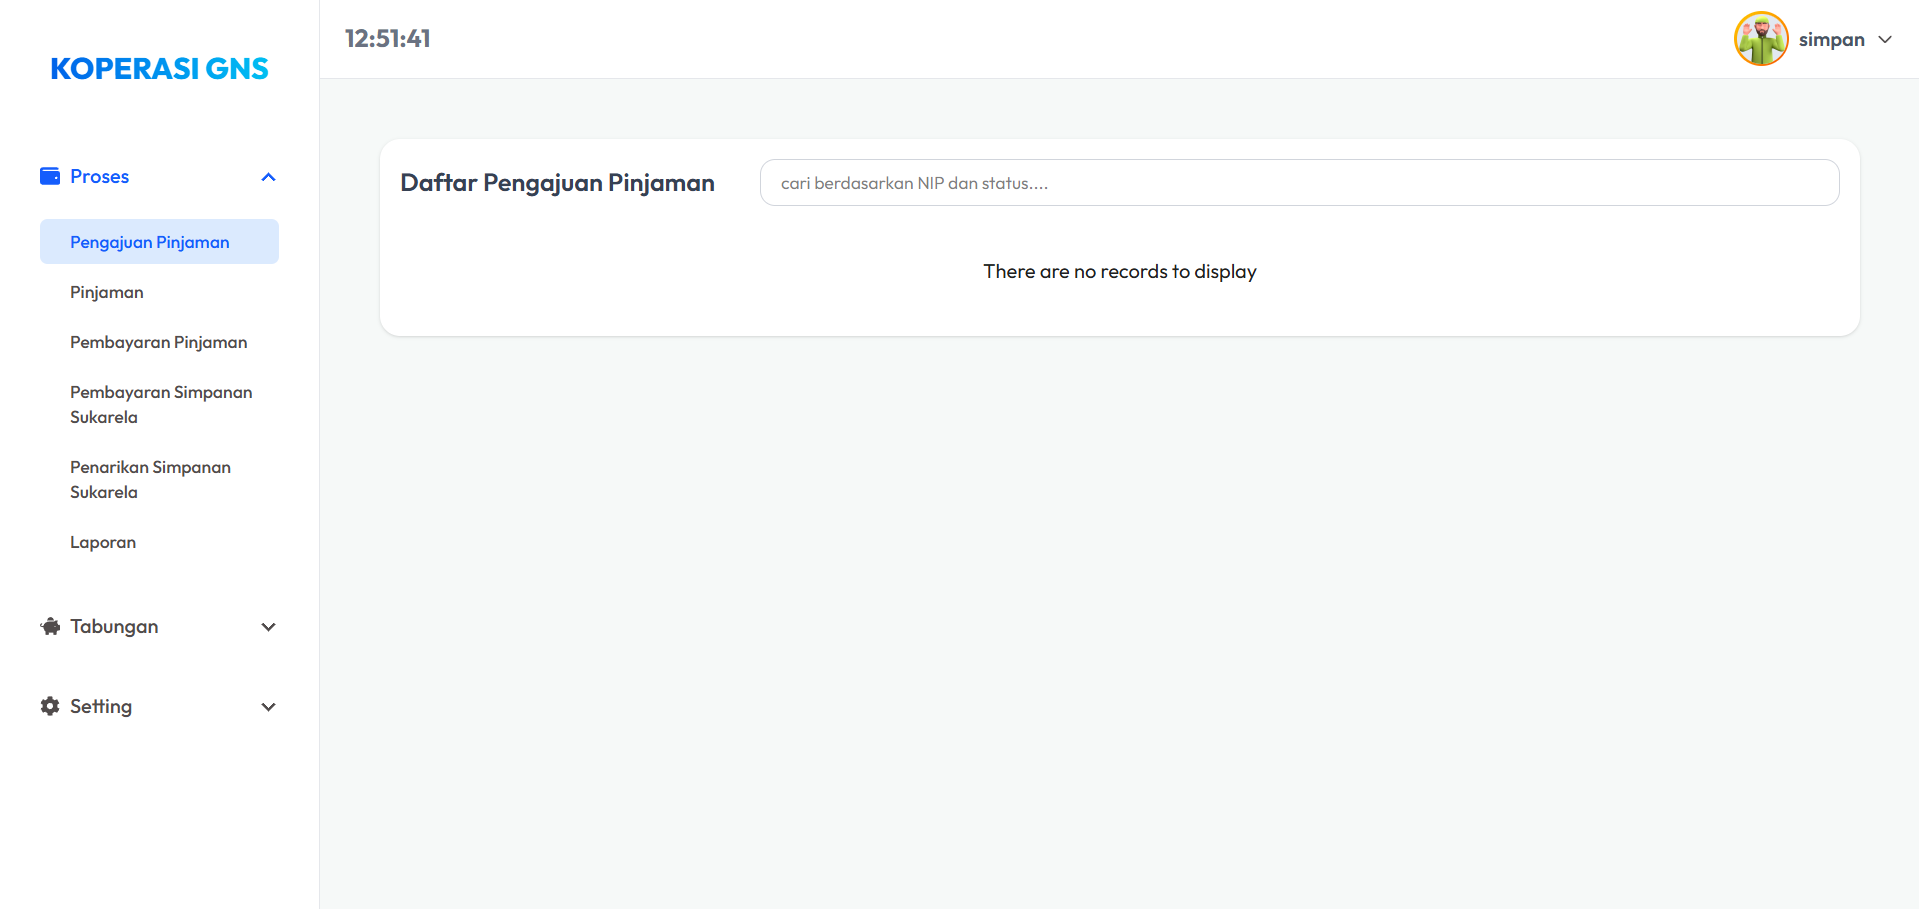 KOPERASI GNS
Proses
Pengajuan Pinjaman
Pinjaman
Pembayaran Pinjaman
Pembayaran Simpanan
Sukarela
Penarikan Simpanan
Sukarela
Laporan
Tabungan
Setting
12:51:41
simpan
Daftar Pengajuan Pinjaman
cari berdasarkan NIP dan status....
There are no records to display